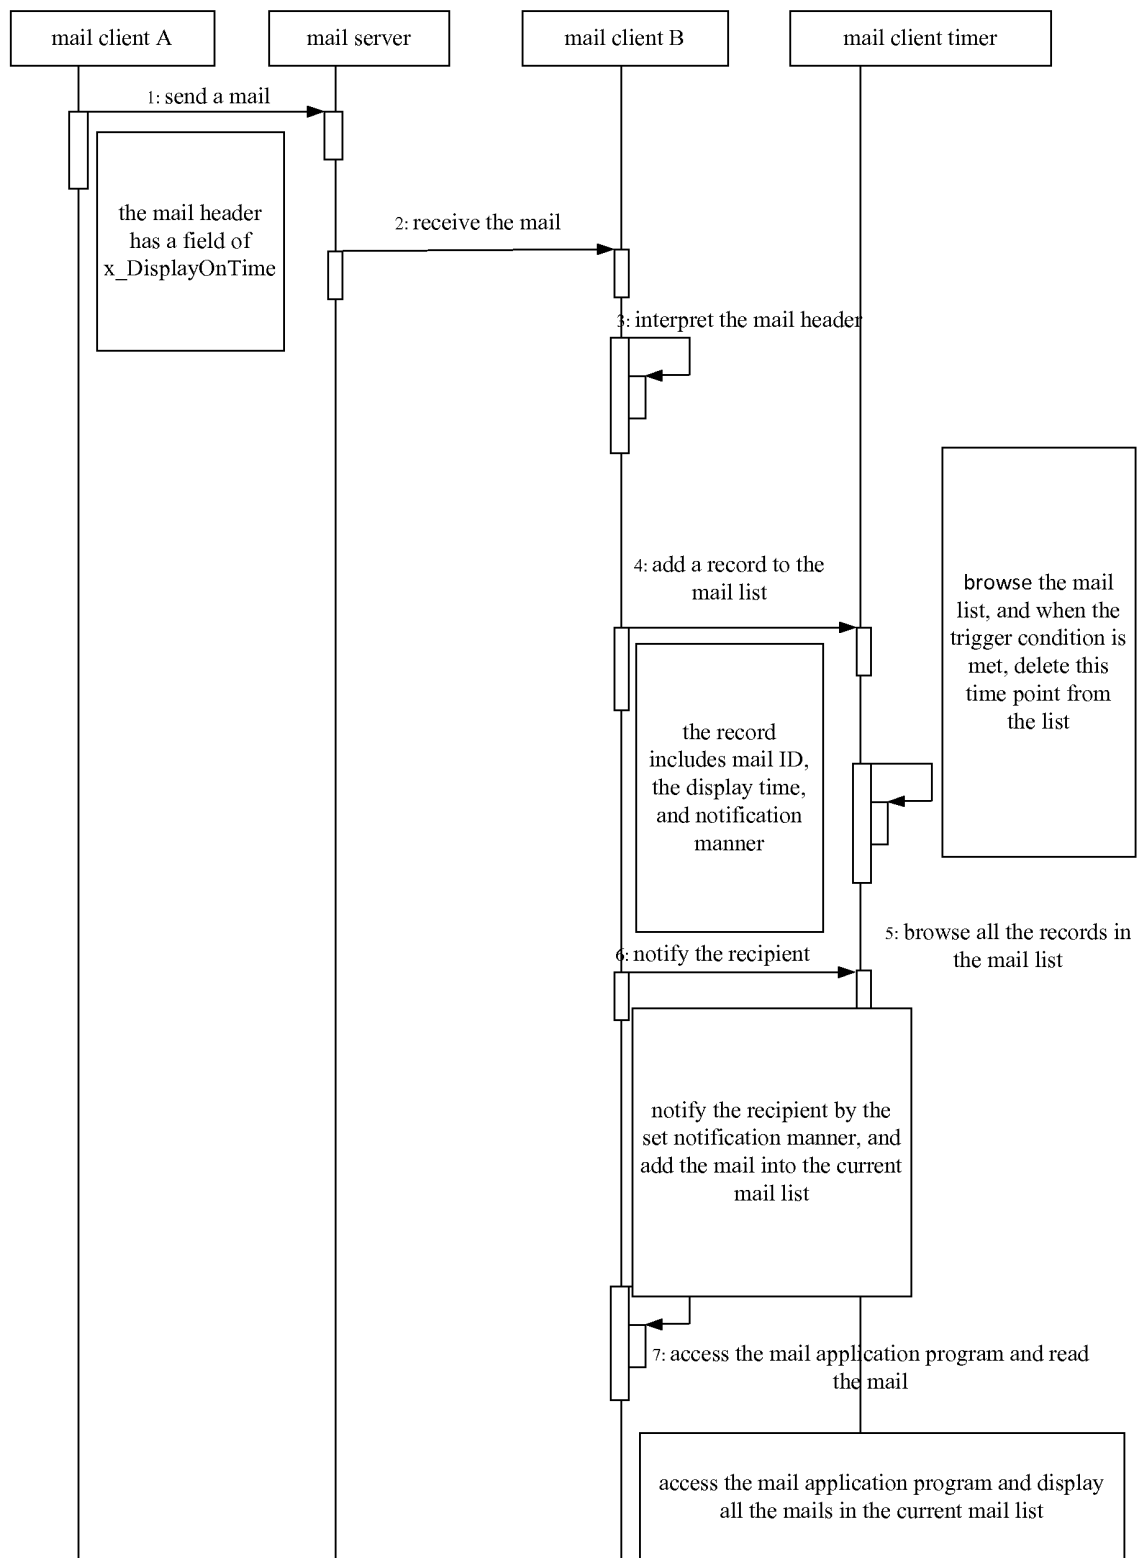 mail client A
mail server
mail client B
mail client timer
1: send a mail
the mail header
has a field of
x_DisplayOnTime
2: receive the mail
3: interpret the mail header
browse the mail
list, and when the
trigger condition is
met, delete this
time point from
the list
4: add a record to the
mail list
the record
includes mail ID,
the display time,
and notification
manner
5: browse all the records in
the mail list
6: notify the recipient
notify the recipient by the
set notification manner, and
add the mail into the current
mail list
7: access the mail application program and read
the mail
access the mail application program and display
all the mails in the current mail list